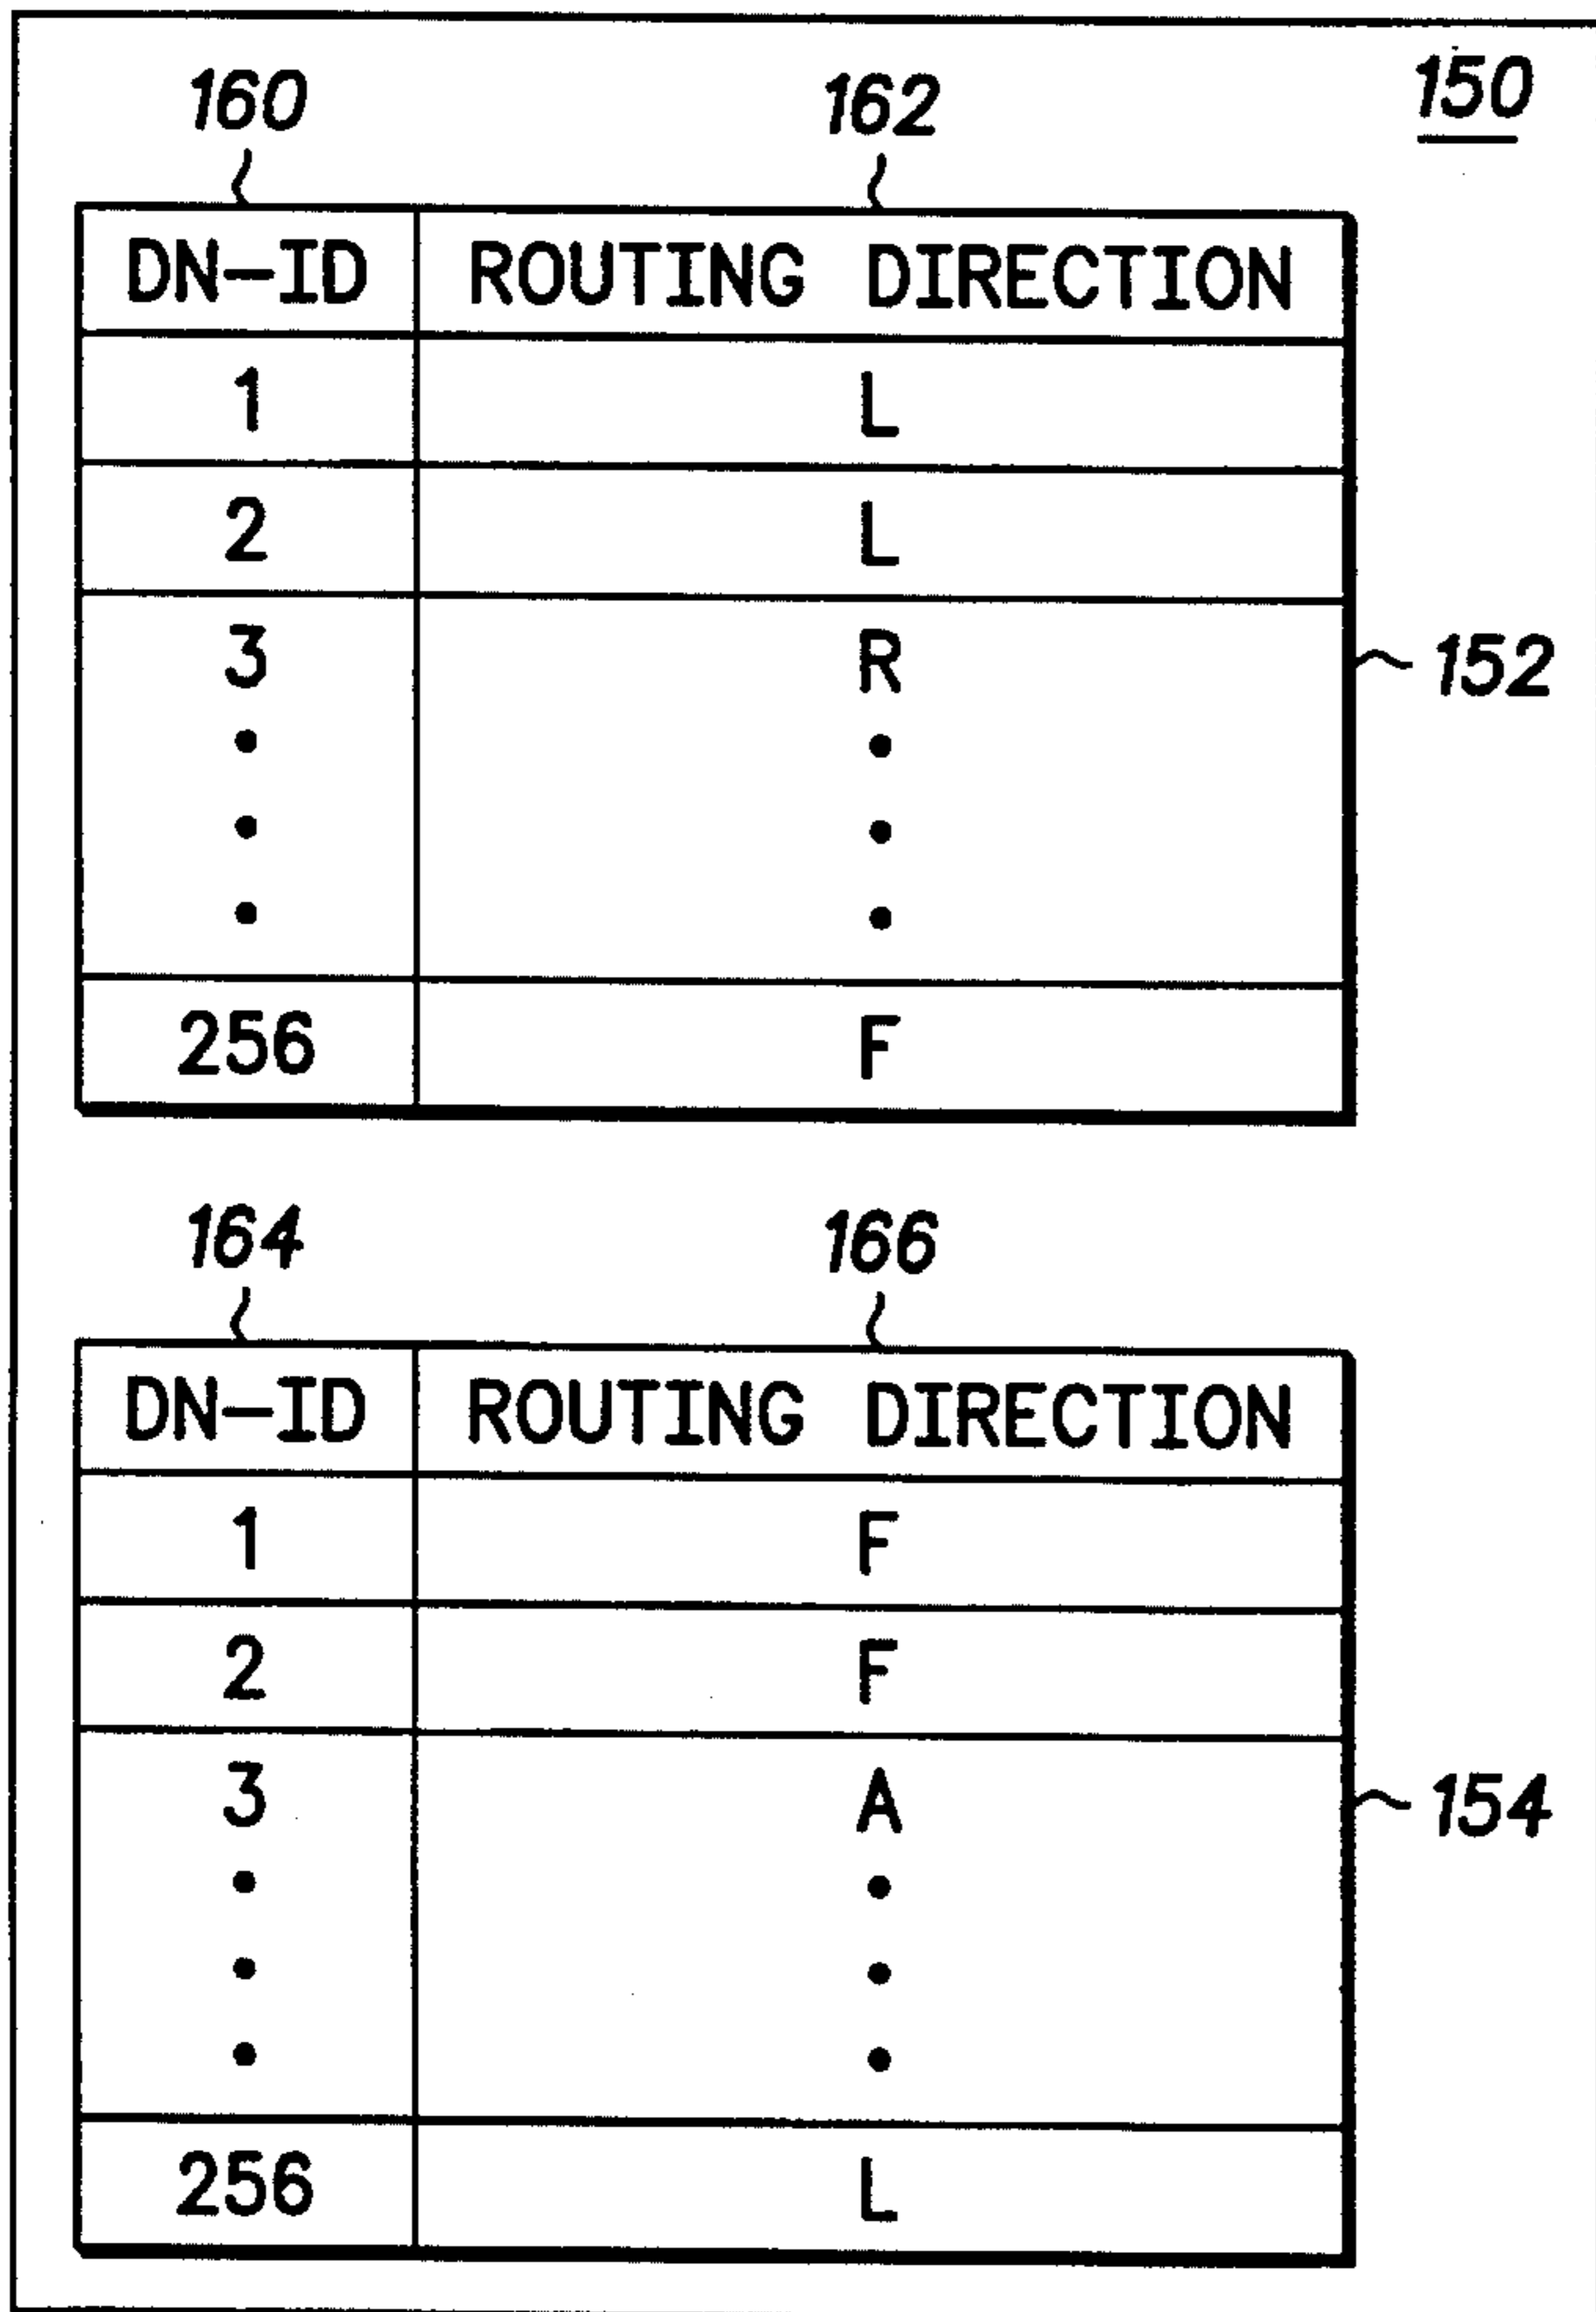 150
160 162
DN-ID ROUTING DIRECTION
1 L
2 L
3 R
152
256 F
164 166
DN-ID ROUTING DIRECTION
1 F
2 F
3 A
154
256 L